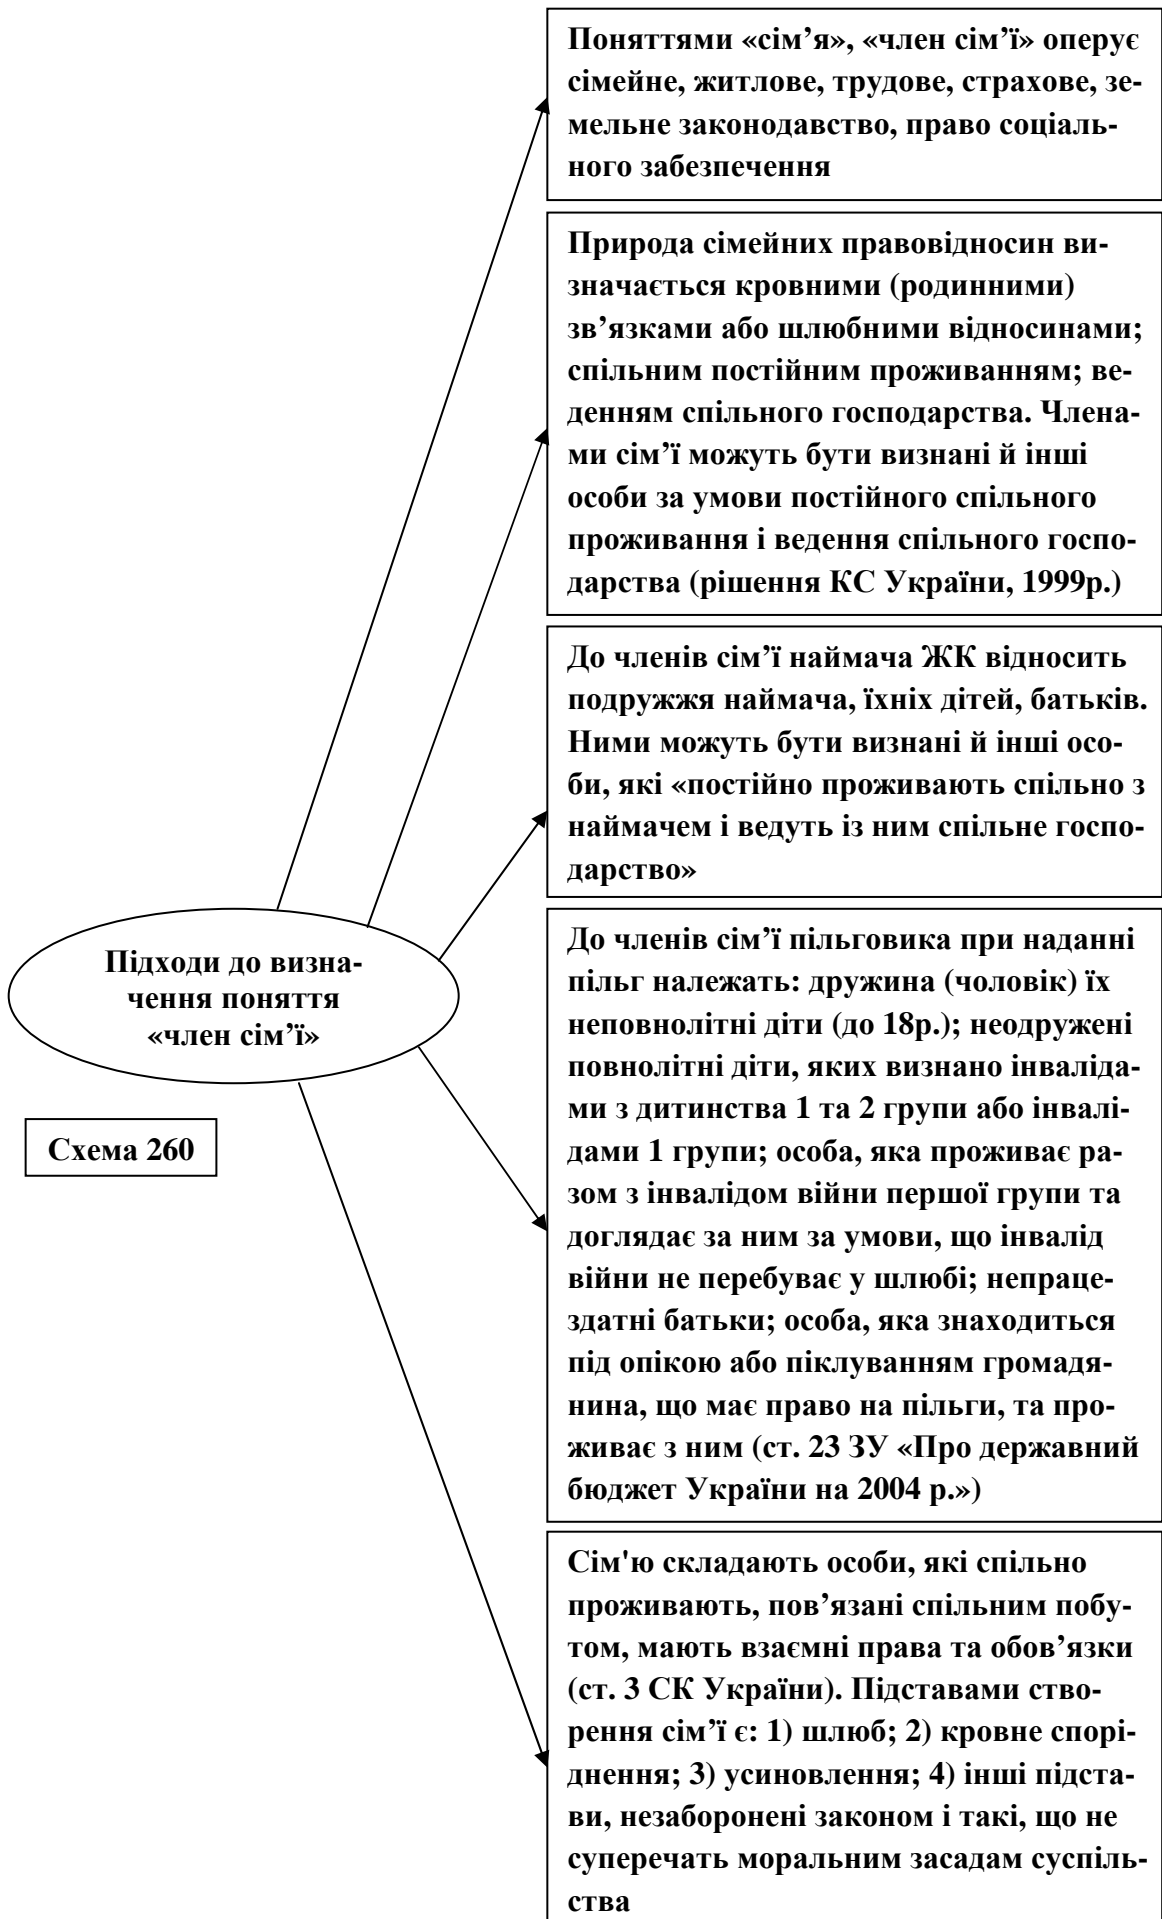 Поняттями «сім’я», «член сім’ї» оперує
сімейне, житлове, трудове, страхове, зе-
мельне законодавство, право соціаль-
ного забезпечення
Природа сімейних правовідносин ви-
значається кровними (родинними)
зв’язками або шлюбними відносинами;
спільним постійним проживанням; ве-
денням спільного господарства. Члена-
ми сім’ї можуть бути визнані й інші
особи за умови постійного спільного
проживання і ведення спільного госпо-
дарства (рішення КС України, 1999р.)
До членів сім’ї наймача ЖК відносить
подружжя наймача, їхніх дітей, батьків.
Ними можуть бути визнані й інші осо-
би, які «постійно проживають спільно з
наймачем і ведуть із ним спільне госпо-
дарство»
Підходи до визна-
чення поняття
«член сім’ї»
Схема 260
До членів сім’ї пільговика при наданні
пільг належать: дружина (чоловік) їх
неповнолітні діти (до 18р.); неодружені
повнолітні діти, яких визнано інваліда-
ми з дитинства 1 та 2 групи або інвалі-
дами 1 групи; особа, яка проживає ра-
зом з інвалідом війни першої групи та
доглядає за ним за умови, що інвалід
війни не перебуває у шлюбі; непраце-
здатні батьки; особа, яка знаходиться
під опікою або піклуванням громадя-
нина, що має право на пільги, та про-
живає з ним (ст. 23 ЗУ «Про державний
бюджет України на 2004 р.»)
Сім'ю складають особи, які спільно
проживають, пов’язані спільним побу-
том, мають взаємні права та обов’язки
(ст. 3 СК України). Підставами ство-
рення сім’ї є: 1) шлюб; 2) кровне спорі-
днення; 3) усиновлення; 4) інші підста-
ви, незаборонені законом і такі, що не
суперечать моральним засадам суспіль-
ства